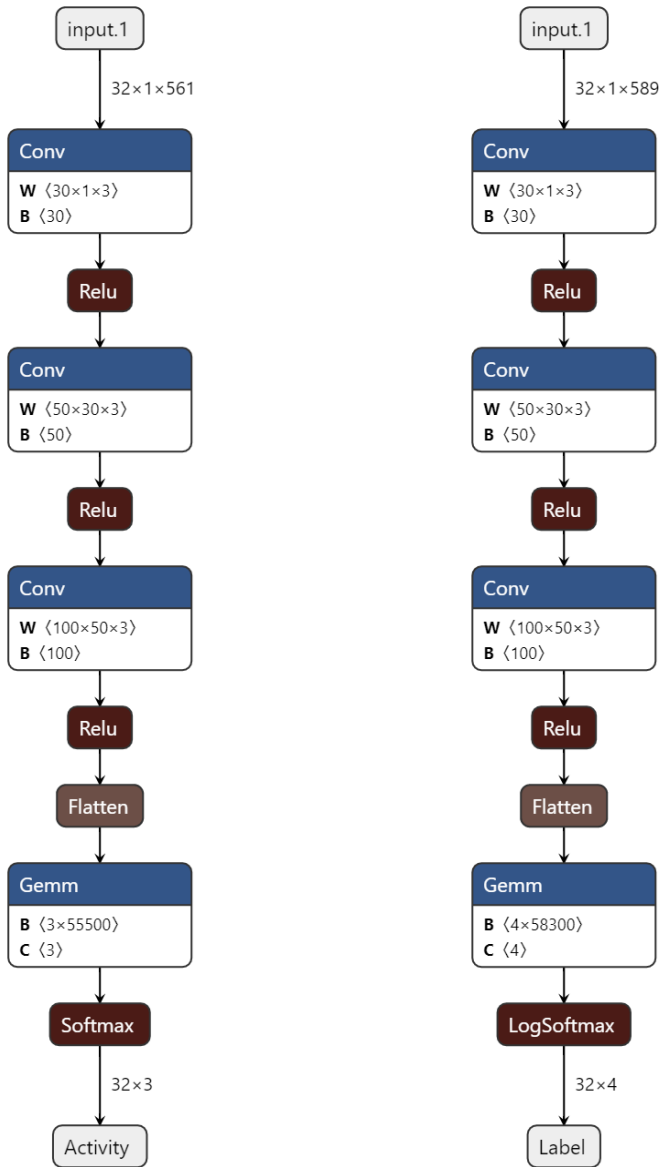 input.1
32×1×561
Conv
W ⟨30×1×3⟩
B ⟨30⟩
Relu
Conv
W ⟨50×30×3⟩
B ⟨50⟩
Relu
Conv
W ⟨100×50×3⟩
B ⟨100⟩
Relu
Flatten
Gemm
B ⟨3×55500⟩
C ⟨3⟩
Softmax
32×3
Activity
input.1
32×1×589
Conv
W ⟨30×1×3⟩
B ⟨30⟩
Relu
Conv
W ⟨50×30×3⟩
B ⟨50⟩
Relu
Conv
W ⟨100×50×3⟩
B ⟨100⟩
Relu
Flatten
Gemm
B ⟨4×58300⟩
C ⟨4⟩
LogSoftmax
32×4
Label